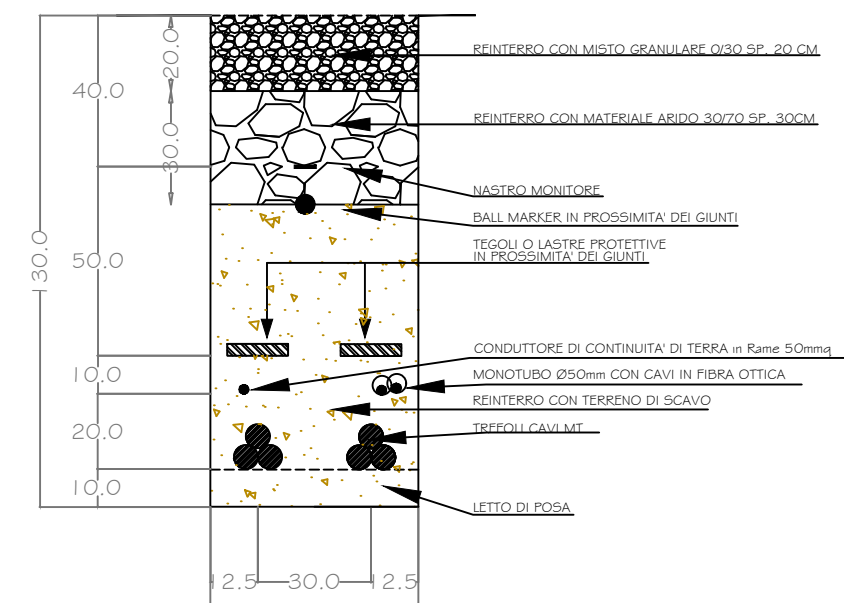 REINTERRO CON MISTO GRANULARE 0/30 SP. 20 CM
REINTERRO CON MATERIALE ARIDO 30/70 SP. 30CM
NASTRO MONITORE
BALL MARKER IN PROSSIMITA' DEI GIUNTI
TEGOLI O LASTRE PROTETTIVE
IN PROSSIMITA' DEI GIUNTI
CONDUTTORE DI CONTINUITA' DI TERRA in Rame 50mmq
MONOTUBO Ø50mm CON CAVI IN FIBRA OTTICA
REINTERRO CON TERRENO DI SCAVO
TREFOLI CAVI MT
LETTO DI POSA
20.0
40.0
30.0
130.0
50.0
10.0
20.0
10.0
12.5
30.0
12.5